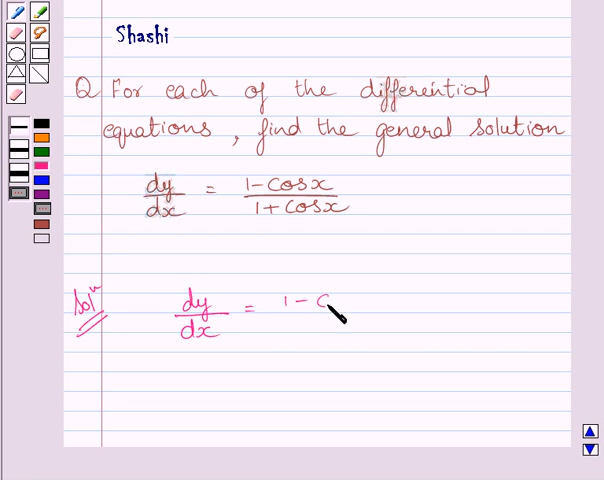 Shashi
Q For each of the differential
equations, find the general solution
dy/dx = 1-cosx/1+cosx
Solⁿ dy/dx = 1-c